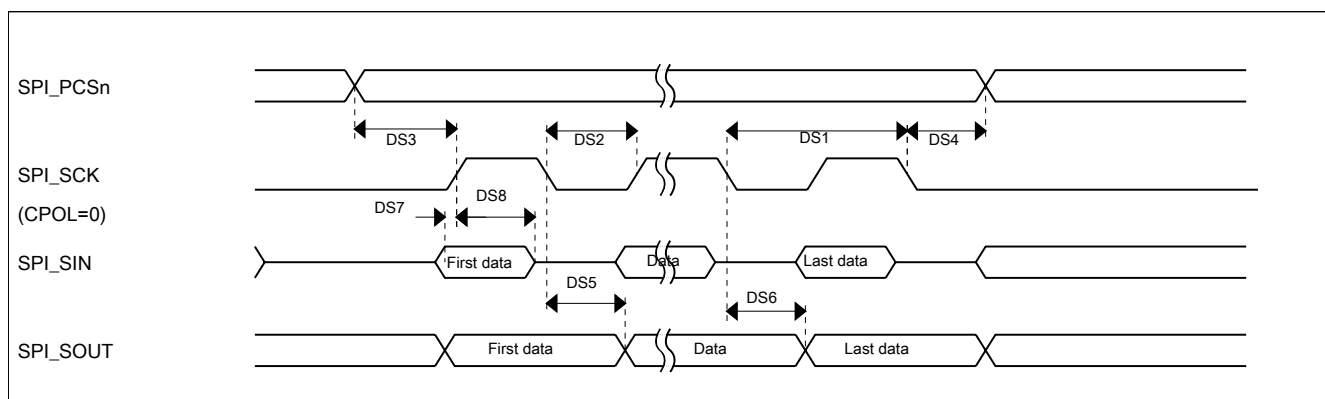 SPI_PCSn
DS3
DS2
DS1
DS4
SPI_SCK
(CPOL=0)
DS7
DS8
SPI_SIN
First data
Data
Last data
DS5
DS6
SPI_SOUT
First data
Data
Last data